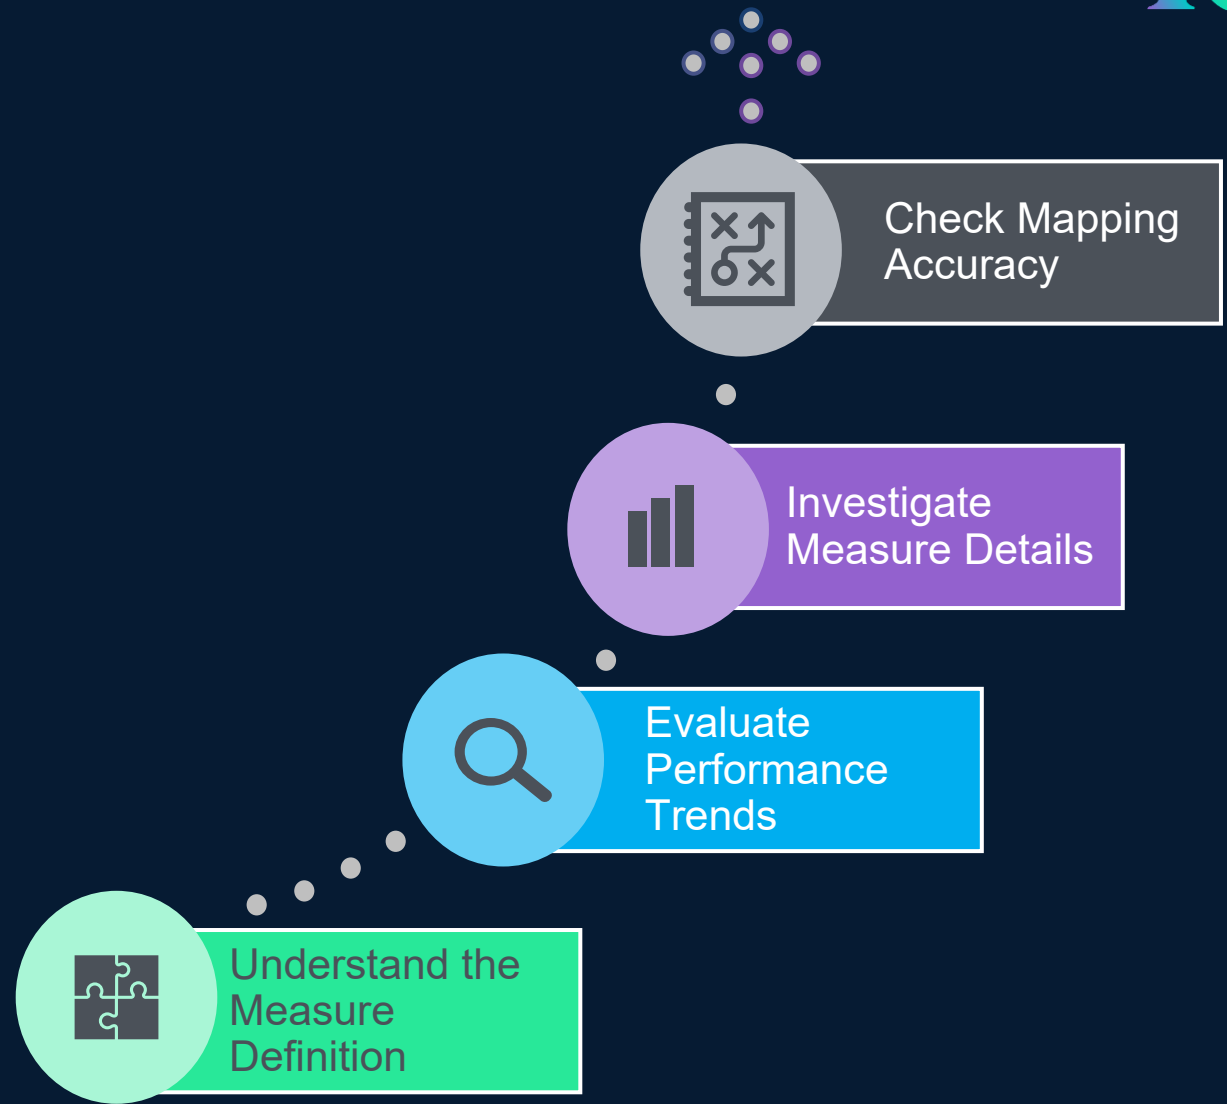 Check Mapping
Accuracy
Investigate
Measure Details
Evaluate
Performance
Trends
Understand the
Measure
Definition